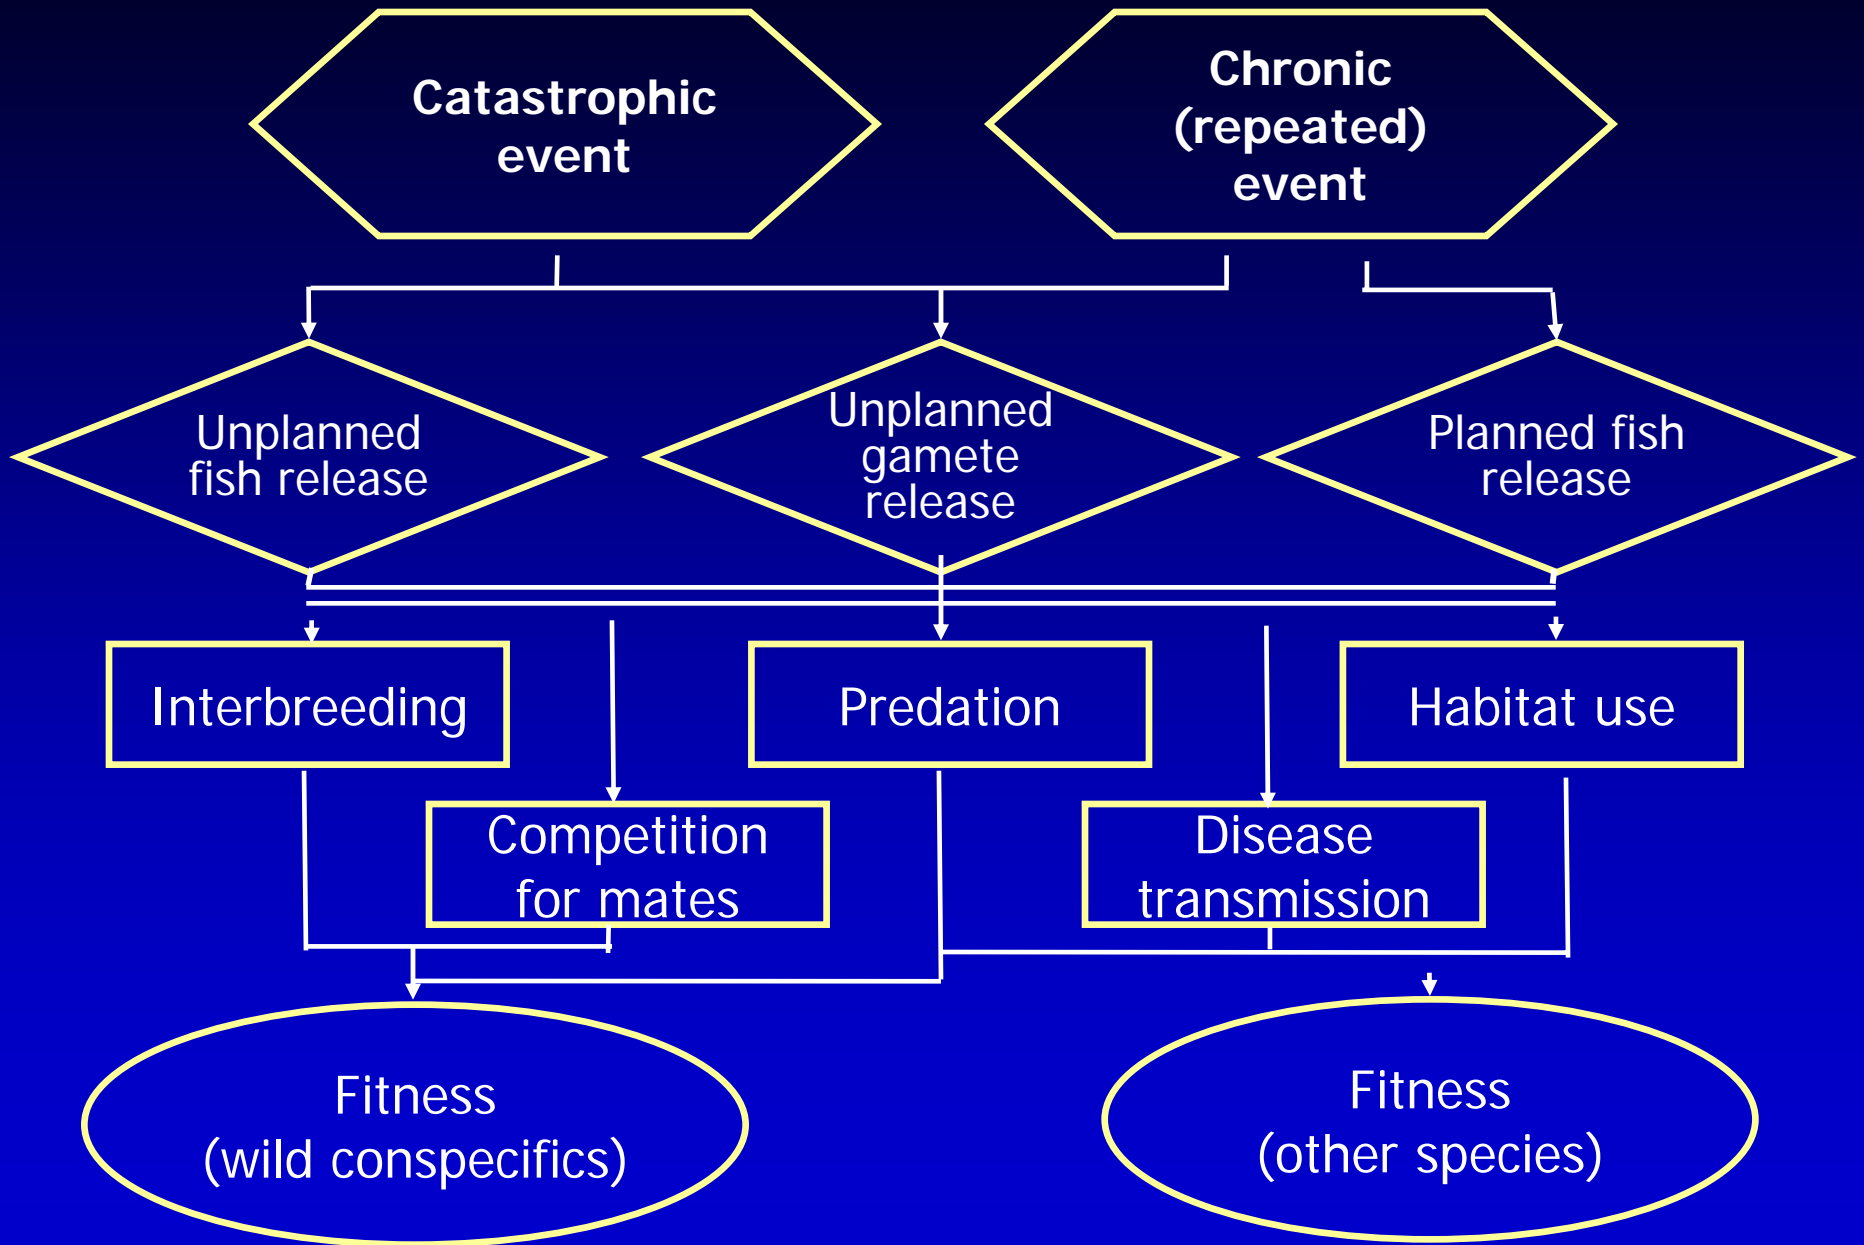 Catastrophic
event
Chronic
(repeated)
event
Unplanned
fish release
Unplanned
gamete
release
Planned fish
release
Interbreeding
Predation
Habitat use
Competition
for mates
Disease
transmission
Fitness
(wild conspecifics)
Fitness
(other species)